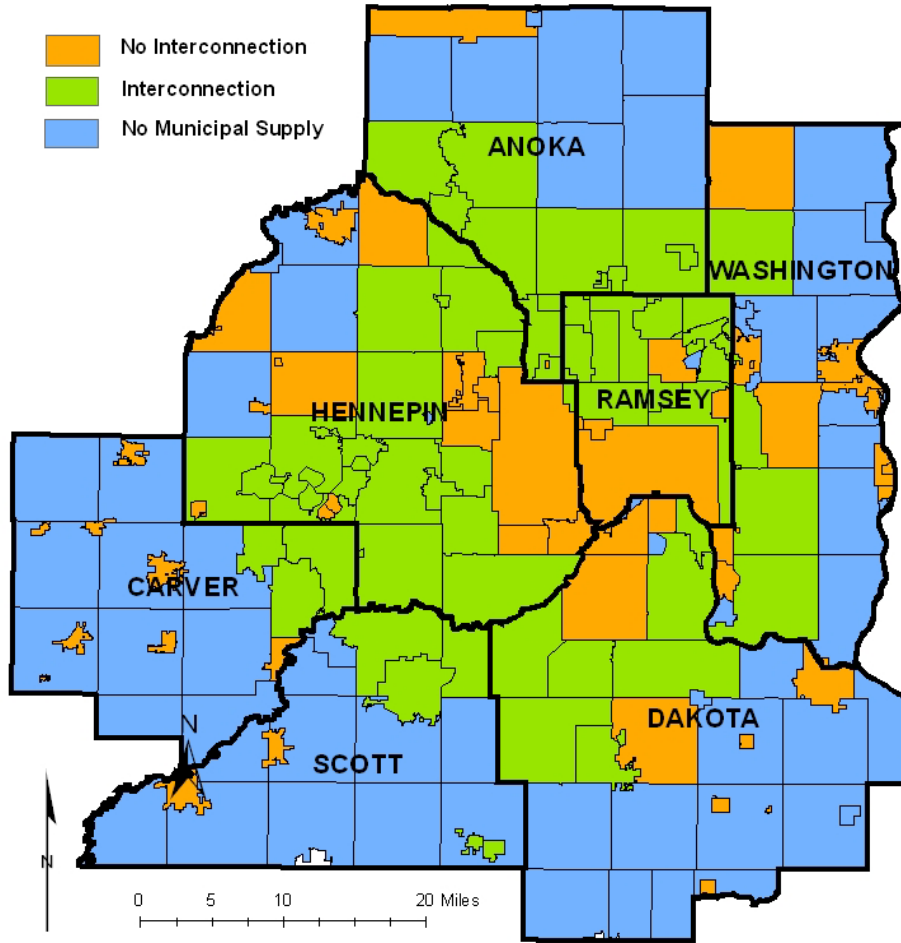 No Interconnection
Interconnection
No Municipal Supply
ANOKA
WASHINGTON
HENNEPIN
RAMSEY
CARVER
DAKOTA
N
SCOTT
N
0 5 10 20 Miles